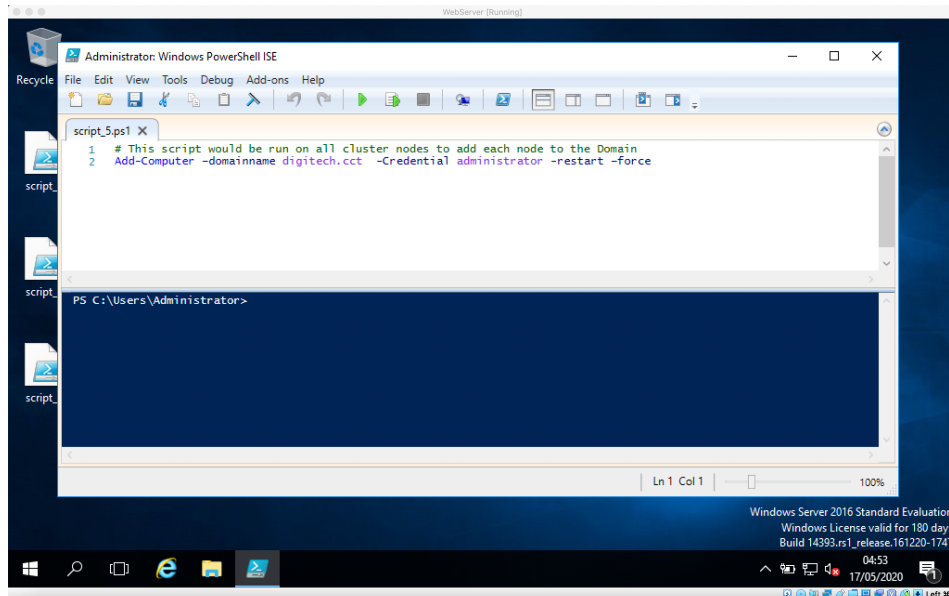 WebServer [Running]
Administrator: Windows PowerShell ISE
Recycle
File Edit View Tools Debug Add-ons Help
script_5.ps1
1 # This script would be run on all cluster nodes to add each node to the Domain
2 Add-Computer -domainname digitech.cct -Credential administrator -restart -force
script_
script_
script_
PS C:\Users\Administrator>
Ln 1 Col 1
100%
Windows Server 2016 Standard Evaluation
Windows License valid for 180 day
Build 14393.rs1_release.161220-174
04:53
17/05/2020
1
Left